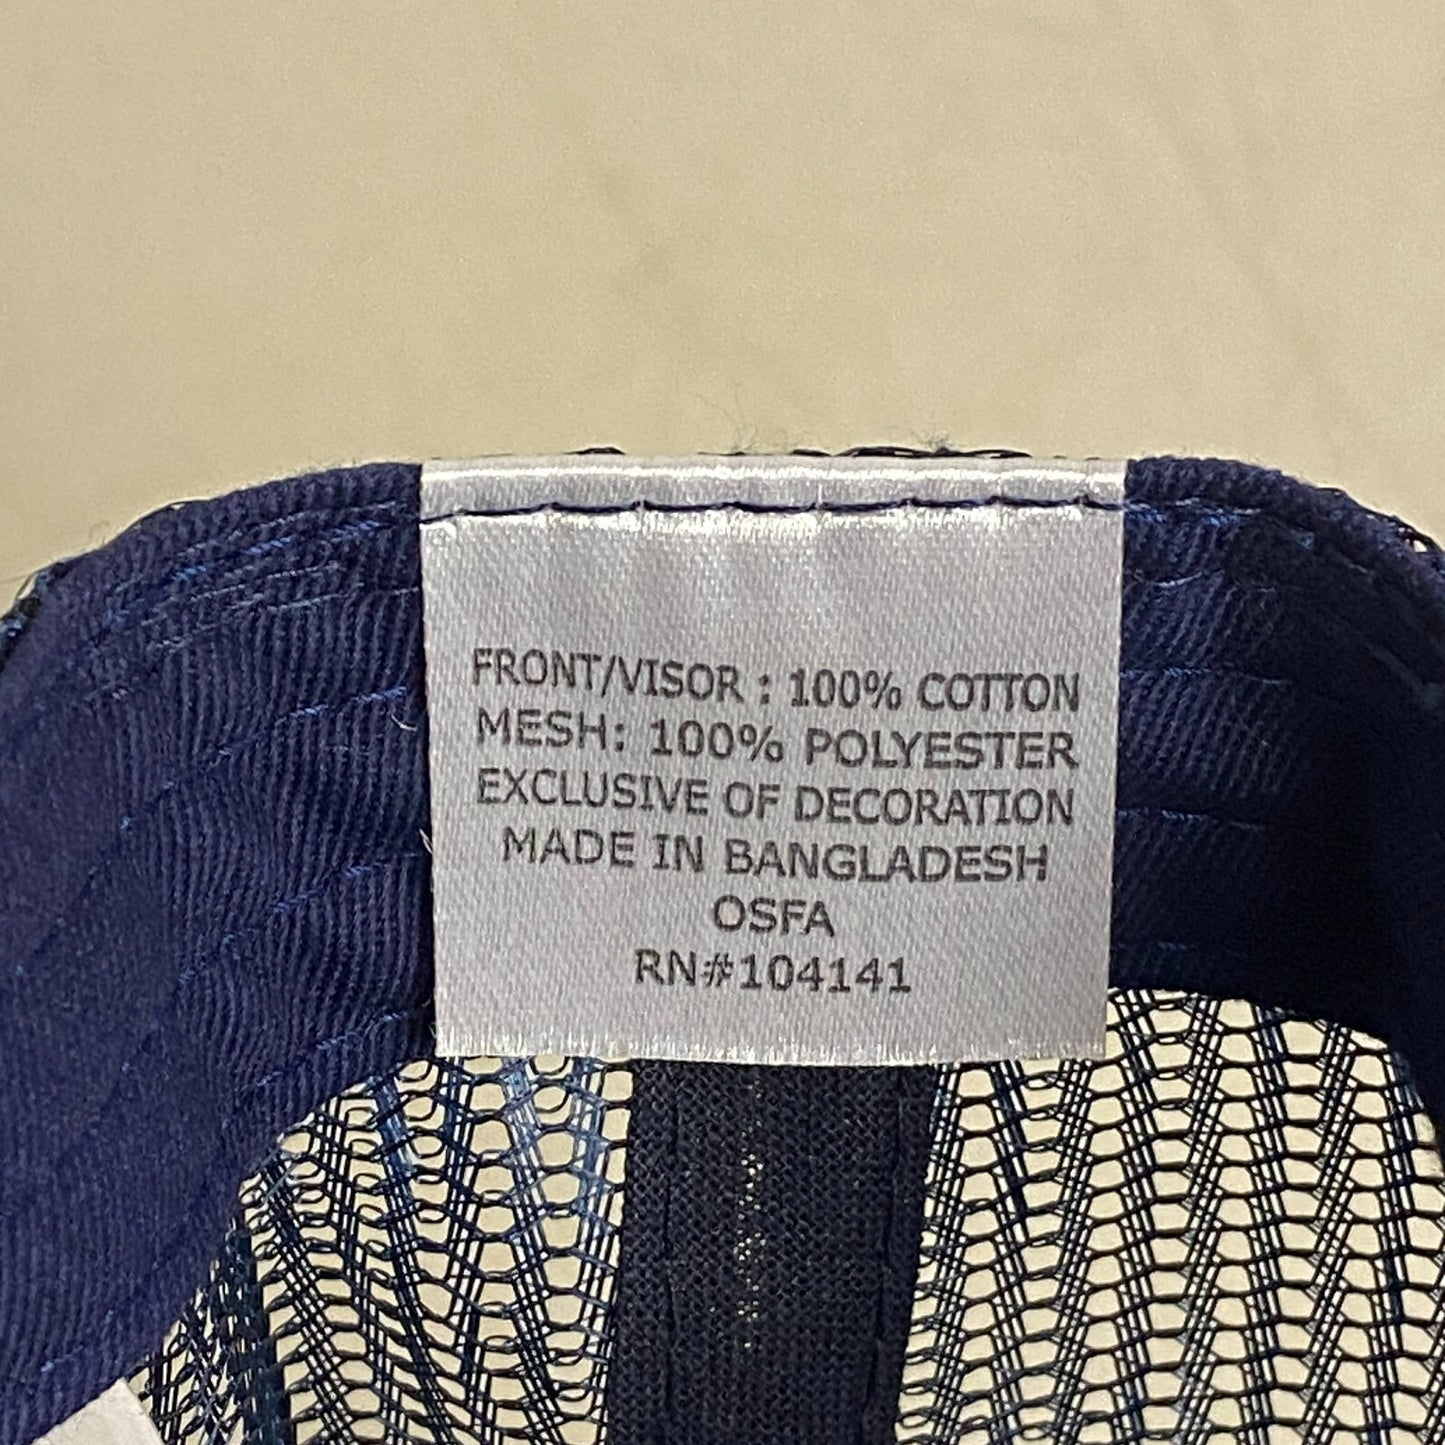 FRONT/VISOR : 100% COTTON
MESH: 100% POLYESTER
EXCLUSIVE OF DECORATION
MADE IN BANGLADESH
OSFA
RN#104141